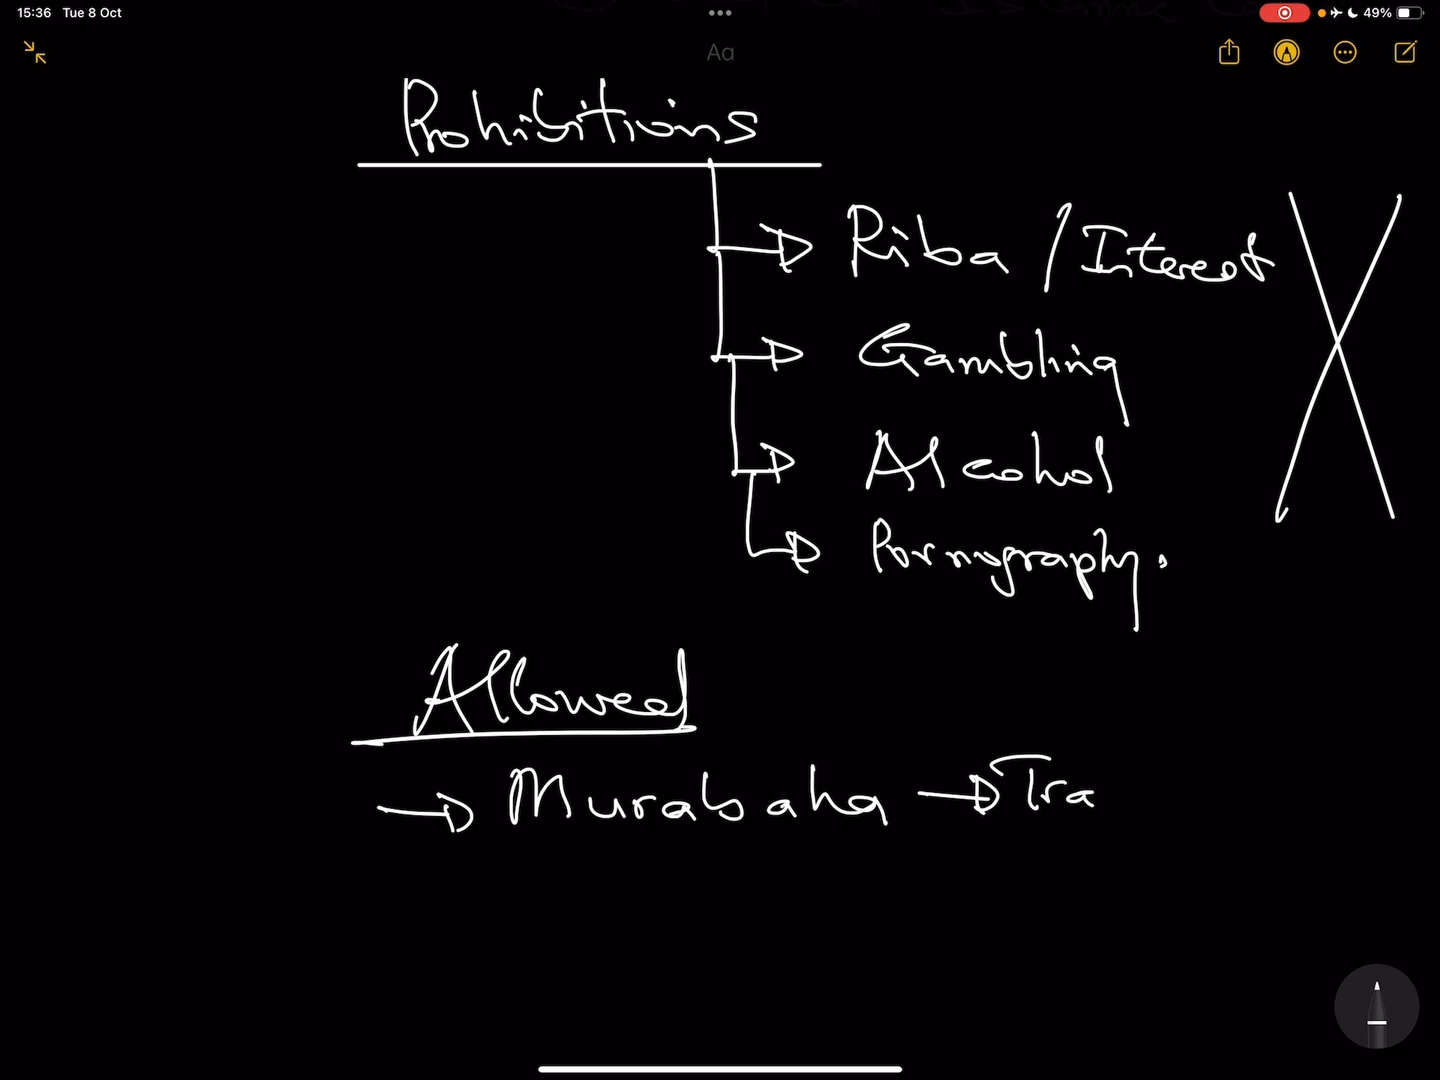 15:36 Tue 8 Oct
49%
Aa
Prohibitions
Riba / Interest
Gambling
Alcohol
Pornography.
Allowed
Murabaha → Tra